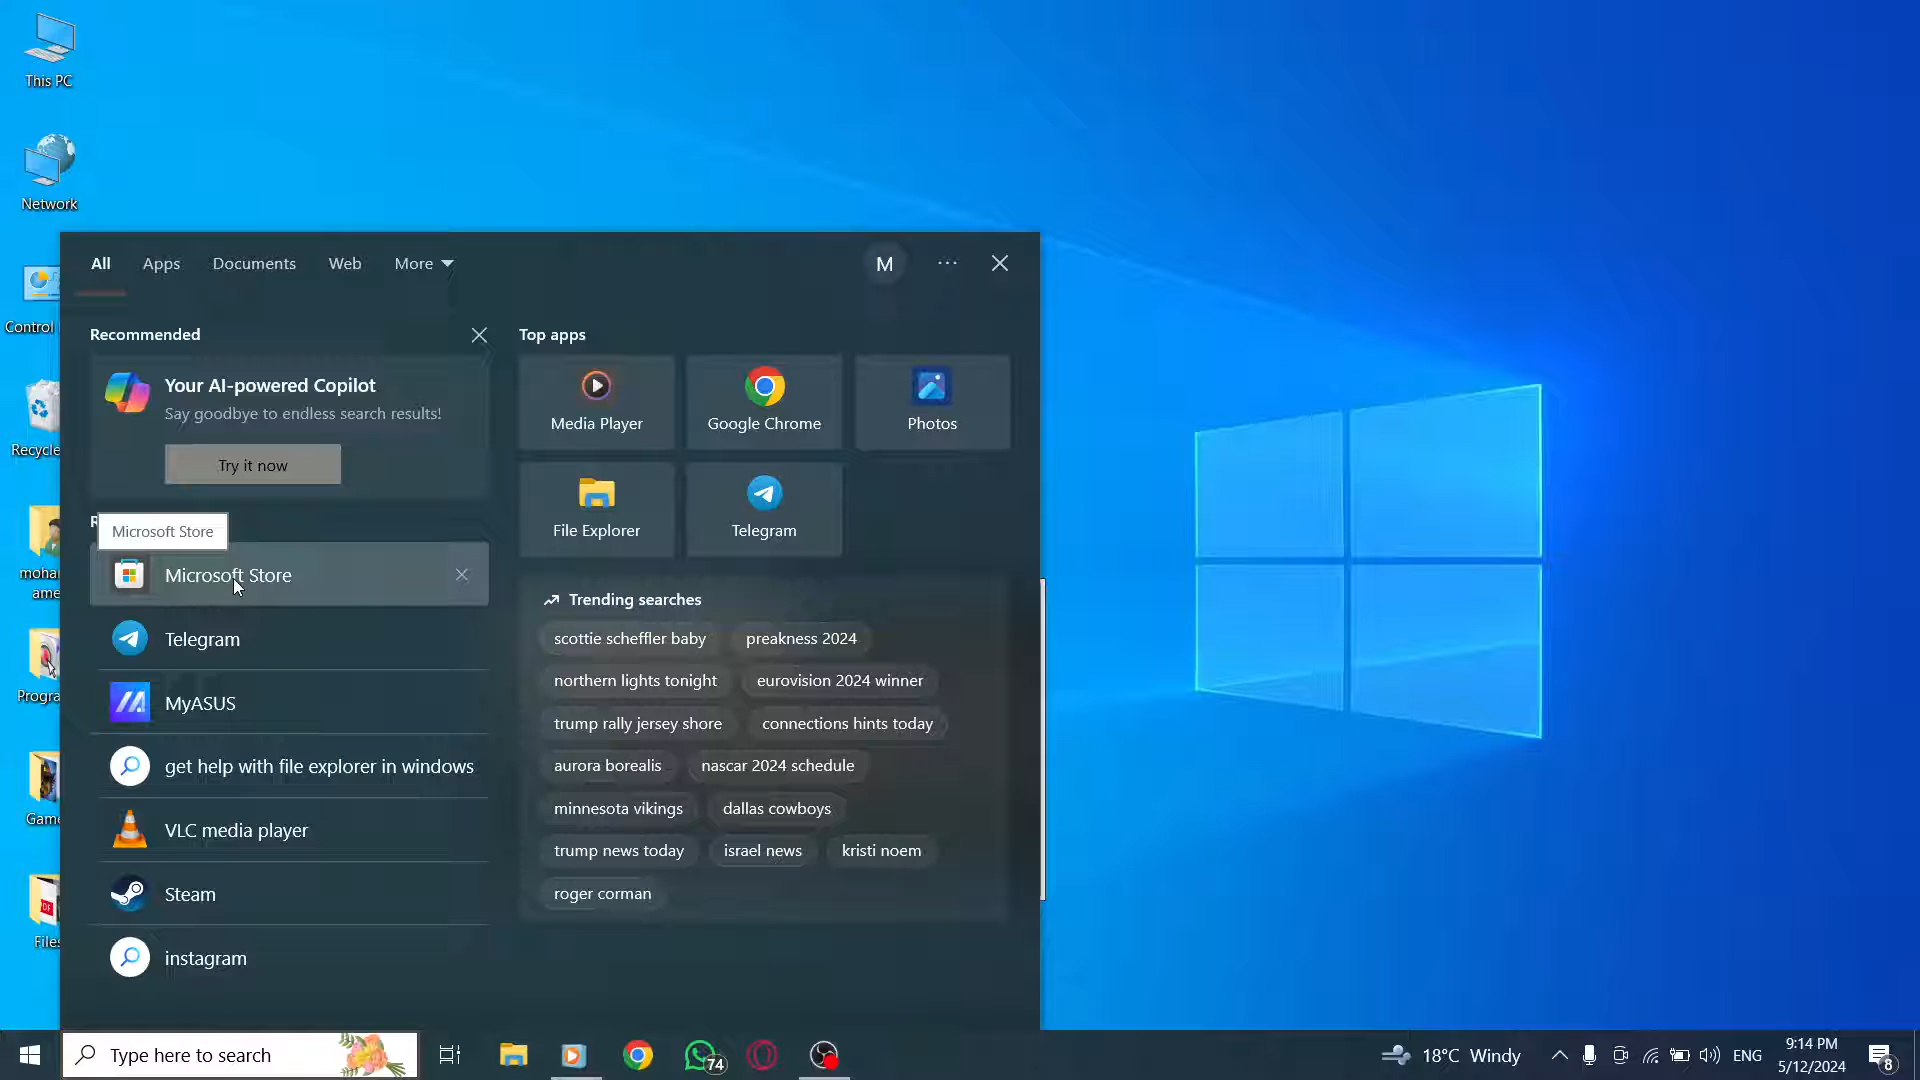 This PC
Network
Control
Recycle
Progra
Game
Files
All Apps Documents Web More M ...
Recommended
Your AI-powered Copilot
Say goodbye to endless search results!
Try it now
Microsoft Store
Microsoft Store
Telegram
MyASUS
get help with file explorer in windows
VLC media player
Steam
instagram
Top apps
Media Player
Google Chrome
Photos
File Explorer
Telegram
Trending searches
scottie scheffler baby
preakness 2024
northern lights tonight
eurovision 2024 winner
trump rally jersey shore
connections hints today
aurora borealis
nascar 2024 schedule
minnesota vikings
dallas cowboys
trump news today
israel news
kristi noem
roger corman
Type here to search
74
18°C Windy
ENG
9:14 PM
5/12/2024
8